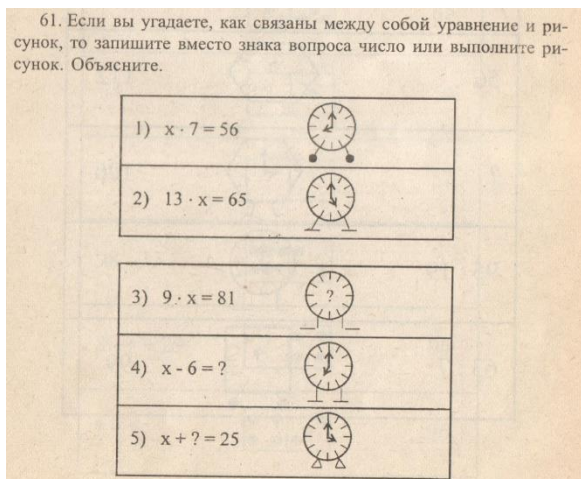 61. Если вы угадаете, как связаны между собой уравнение и ри-
сунок, то запишите вместо знака вопроса число или выполните ри-
сунок. Объясните.
1) x · 7 = 56
2) 13 · x = 65
3) 9 · x = 81
?
4) x - 6 = ?
5) x + ? = 25